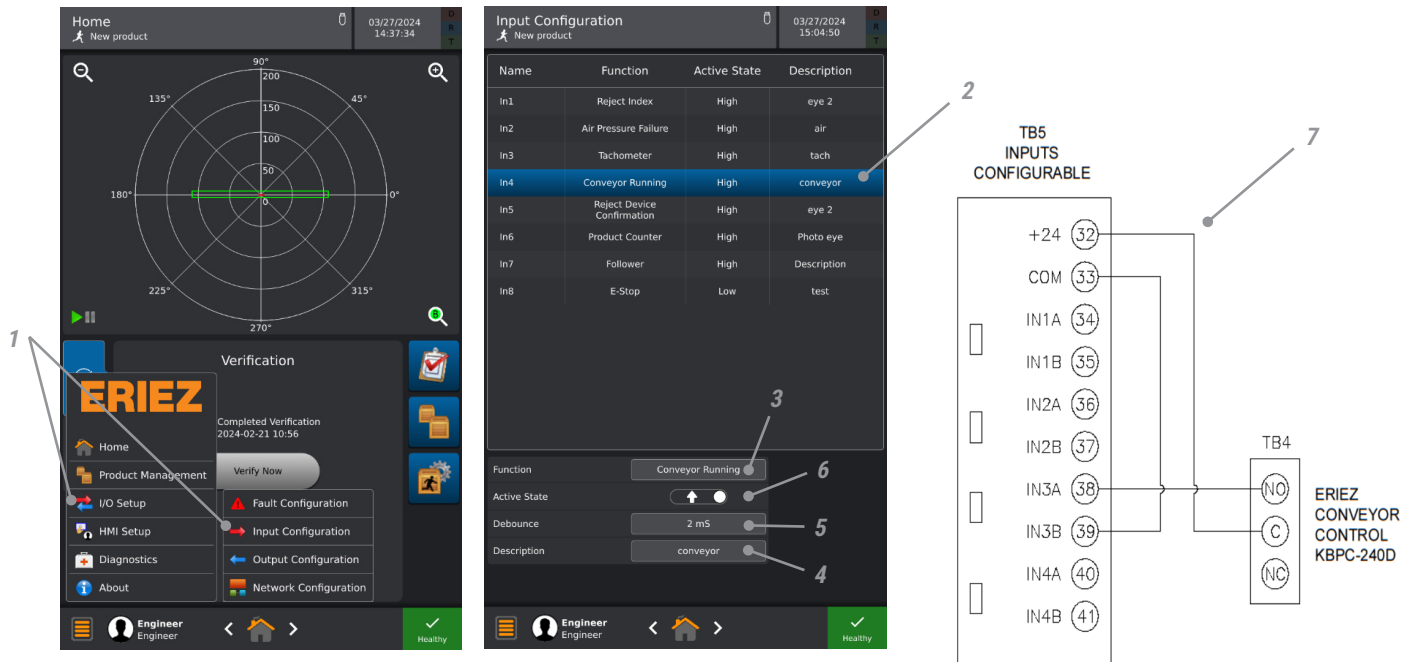 Home
New product
03/27/2024
14:37:34
D
R
T
90°
200
135°
45°
150
100
50
180°
0
0°
225°
315°
270°
B
Verification
ERIEZ
Completed Verification
2024-02-21 10:56
Home
Product Management
Verify Now
I/O Setup
Fault Configuration
HMI Setup
Input Configuration
Diagnostics
Output Configuration
About
Network Configuration
Engineer
Engineer
Healthy
1
Input Configuration
New product
03/27/2024
15:04:50
D
R
T
Name Function Active State Description
In1 Reject Index High eye 2
In2 Air Pressure Failure High air
In3 Tachometer High tach
In4 Conveyor Running High conveyor
In5 Reject Device
Confirmation High eye 2
In6 Product Counter High Photo eye
In7 Follower High Description
In8 E-Stop Low test
Function Conveyor Running
Active State
Debounce 2 mS
Description conveyor
Engineer
Engineer
Healthy
2
3
6
5
4
7
TB5
INPUTS
CONFIGURABLE
+24 32
COM 33
IN1A 34
IN1B 35
IN2A 36
IN2B 37
IN3A 38
IN3B 39
IN4A 40
IN4B 41
TB4
NO
C
NC
ERIEZ
CONVEYOR
CONTROL
KBPC-240D